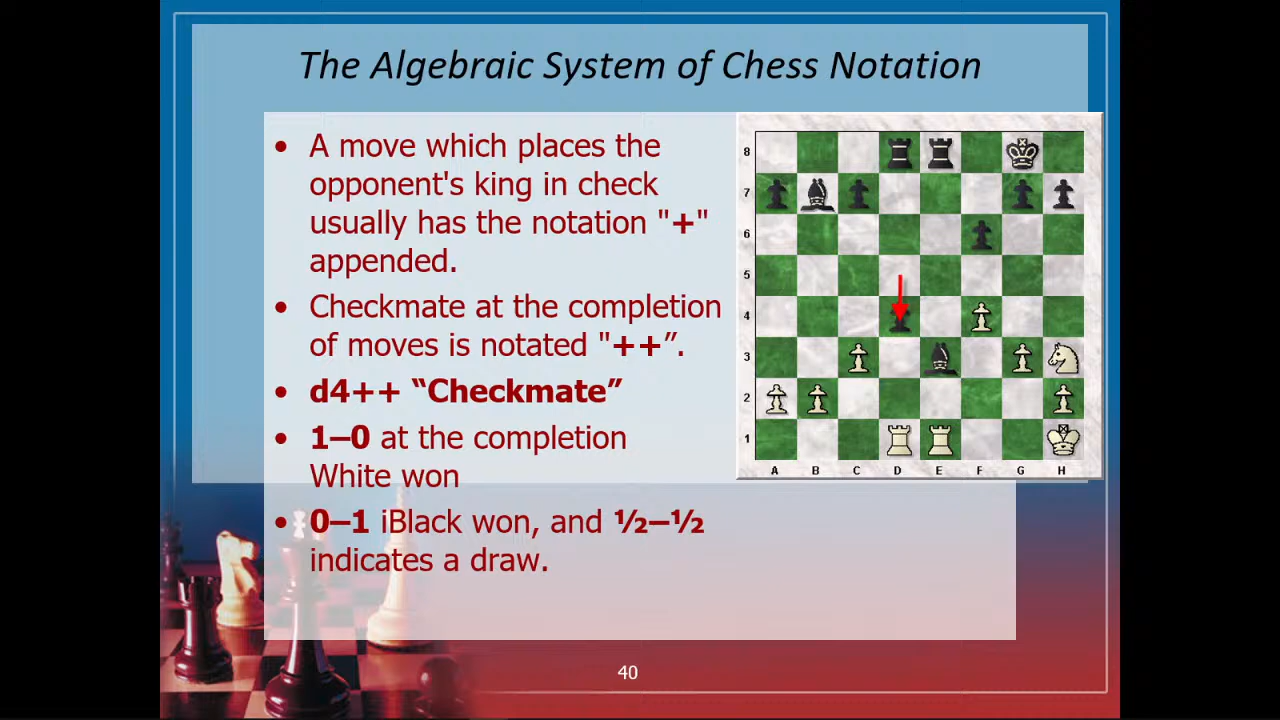 The Algebraic System of Chess Notation
• A move which places the
opponent's king in check
usually has the notation "+"
appended.
• Checkmate at the completion
of moves is notated "++”.
• d4++ “Checkmate”
• 1–0 at the completion
White won
• 0–1 iBlack won, and ½–½
indicates a draw.
8
7
6
5
4
3
2
1
A B C D E F G H
40